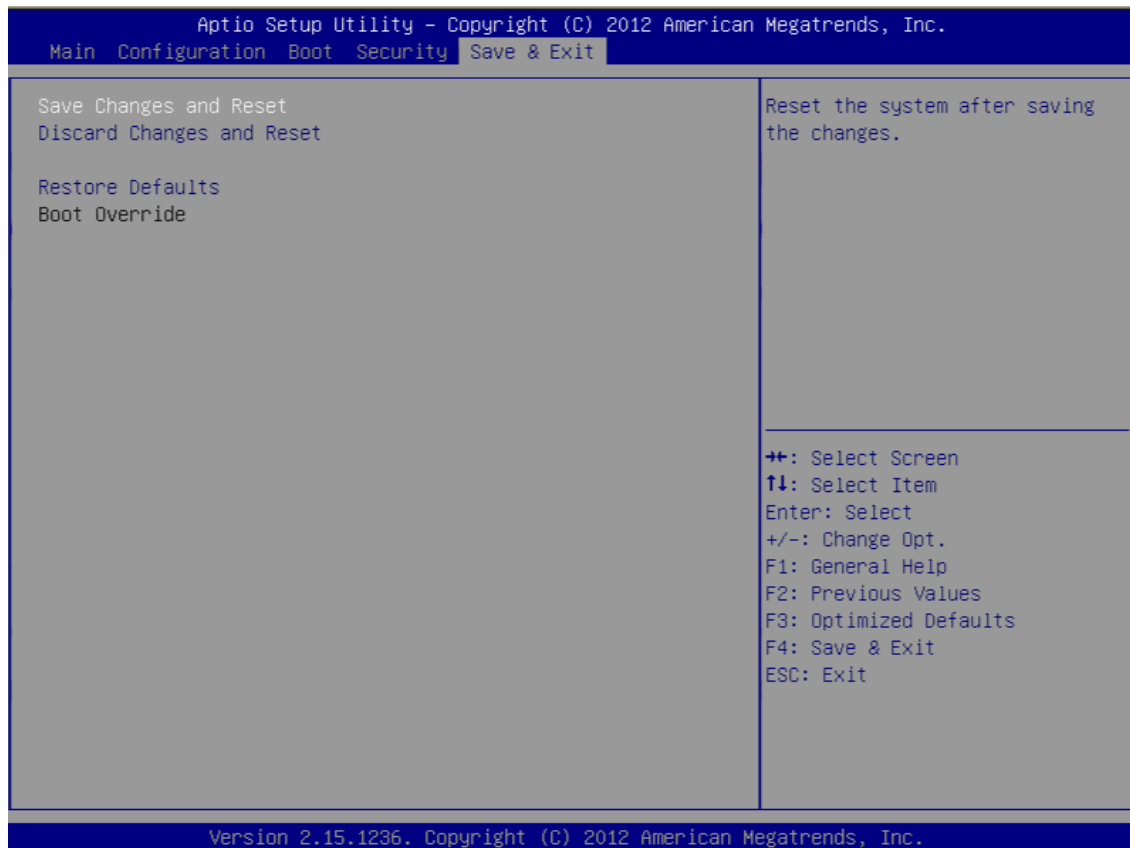 Aptio Setup Utility – Copyright (C) 2012 American Megatrends, Inc.
Main Configuration Boot Security Save & Exit
Save Changes and Reset
Discard Changes and Reset
Restore Defaults
Boot Override
Reset the system after saving
the changes.
→←: Select Screen
↑↓: Select Item
Enter: Select
+/-: Change Opt.
F1: General Help
F2: Previous Values
F3: Optimized Defaults
F4: Save & Exit
ESC: Exit
Version 2.15.1236. Copyright (C) 2012 American Megatrends, Inc.